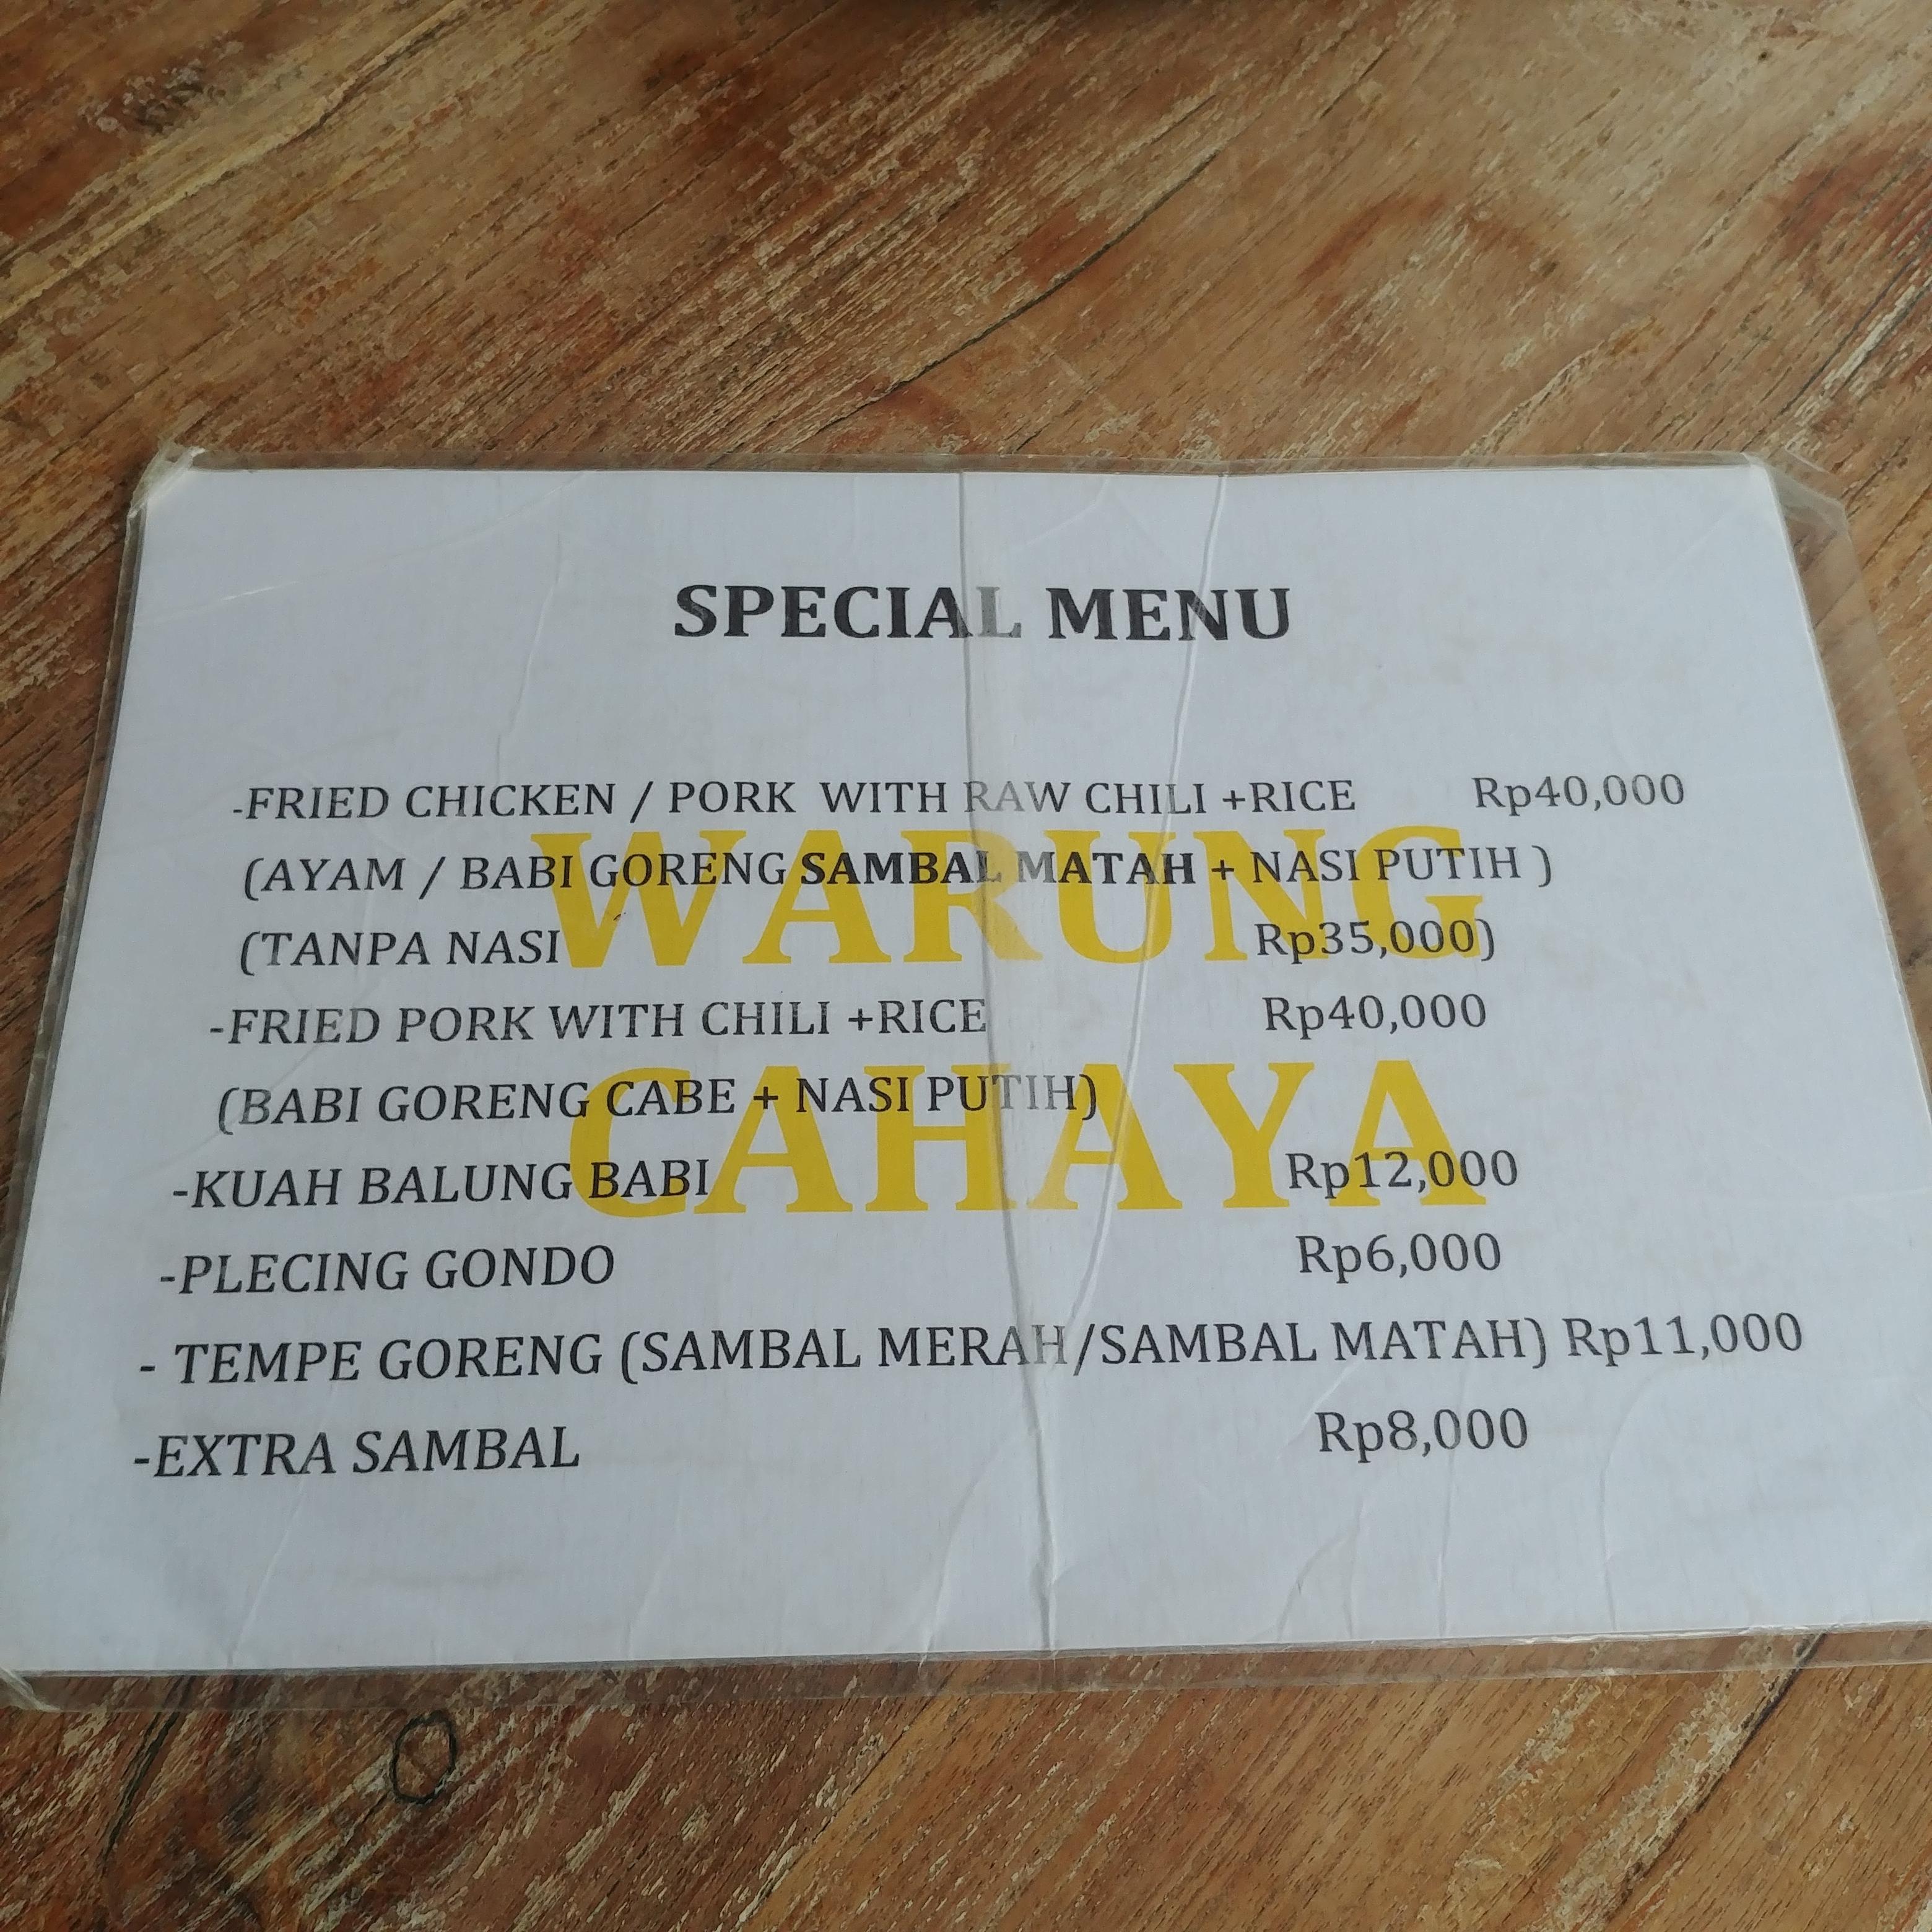 SPECIAL MENU
-FRIED CHICKEN / PORK WITH RAW CHILI +RICE Rp40,000
(AYAM / BABI GORENG SAMBAL MATAH + NASI PUTIH )
(TANPA NASI Rp35,000)
-FRIED PORK WITH CHILI +RICE Rp40,000
(BABI GORENG CABE + NASI PUTIH)
-KUAH BALUNG BABI Rp12,000
-PLECING GONDO Rp6,000
- TEMPE GORENG (SAMBAL MERAH/SAMBAL MATAH) Rp11,000
-EXTRA SAMBAL Rp8,000
WARUNG
CAHAYA